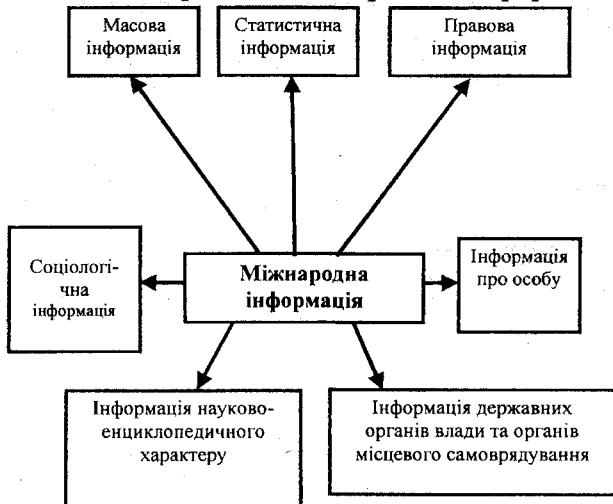 Масова
інформація
Статистична
інформація
Правова
інформація
Соціологі-
чна
інформація
Міжнародна
інформація
Інформація
про особу
Інформація науково-
енциклопедичного
характеру
Інформація державних
органів влади та органів
місцевого самоврядування